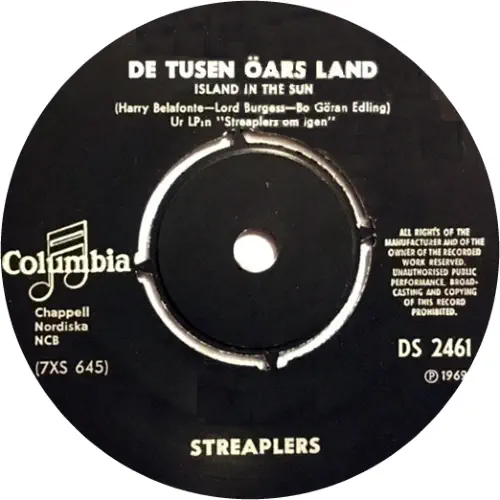 DE TUSEN ÖARS LAND
ISLAND IN THE SUN
(Harry Belafonte—Lord Burgess—Bo Göran Edling)
Ur LP:n "Streaplers om igen"
Columbia
Chappell
Nordiska
NCB
(7XS 645)
ALL RIGHTS OF THE
MANUFACTURER AND OF THE
OWNER OF THE RECORDED
WORK RESERVED.
UNAUTHORISED PUBLIC
PERFORMANCE, BROAD-
CASTING AND COPYING
OF THIS RECORD
PROHIBITED.
DS 2461
Ⓟ 1969
STREAPLERS